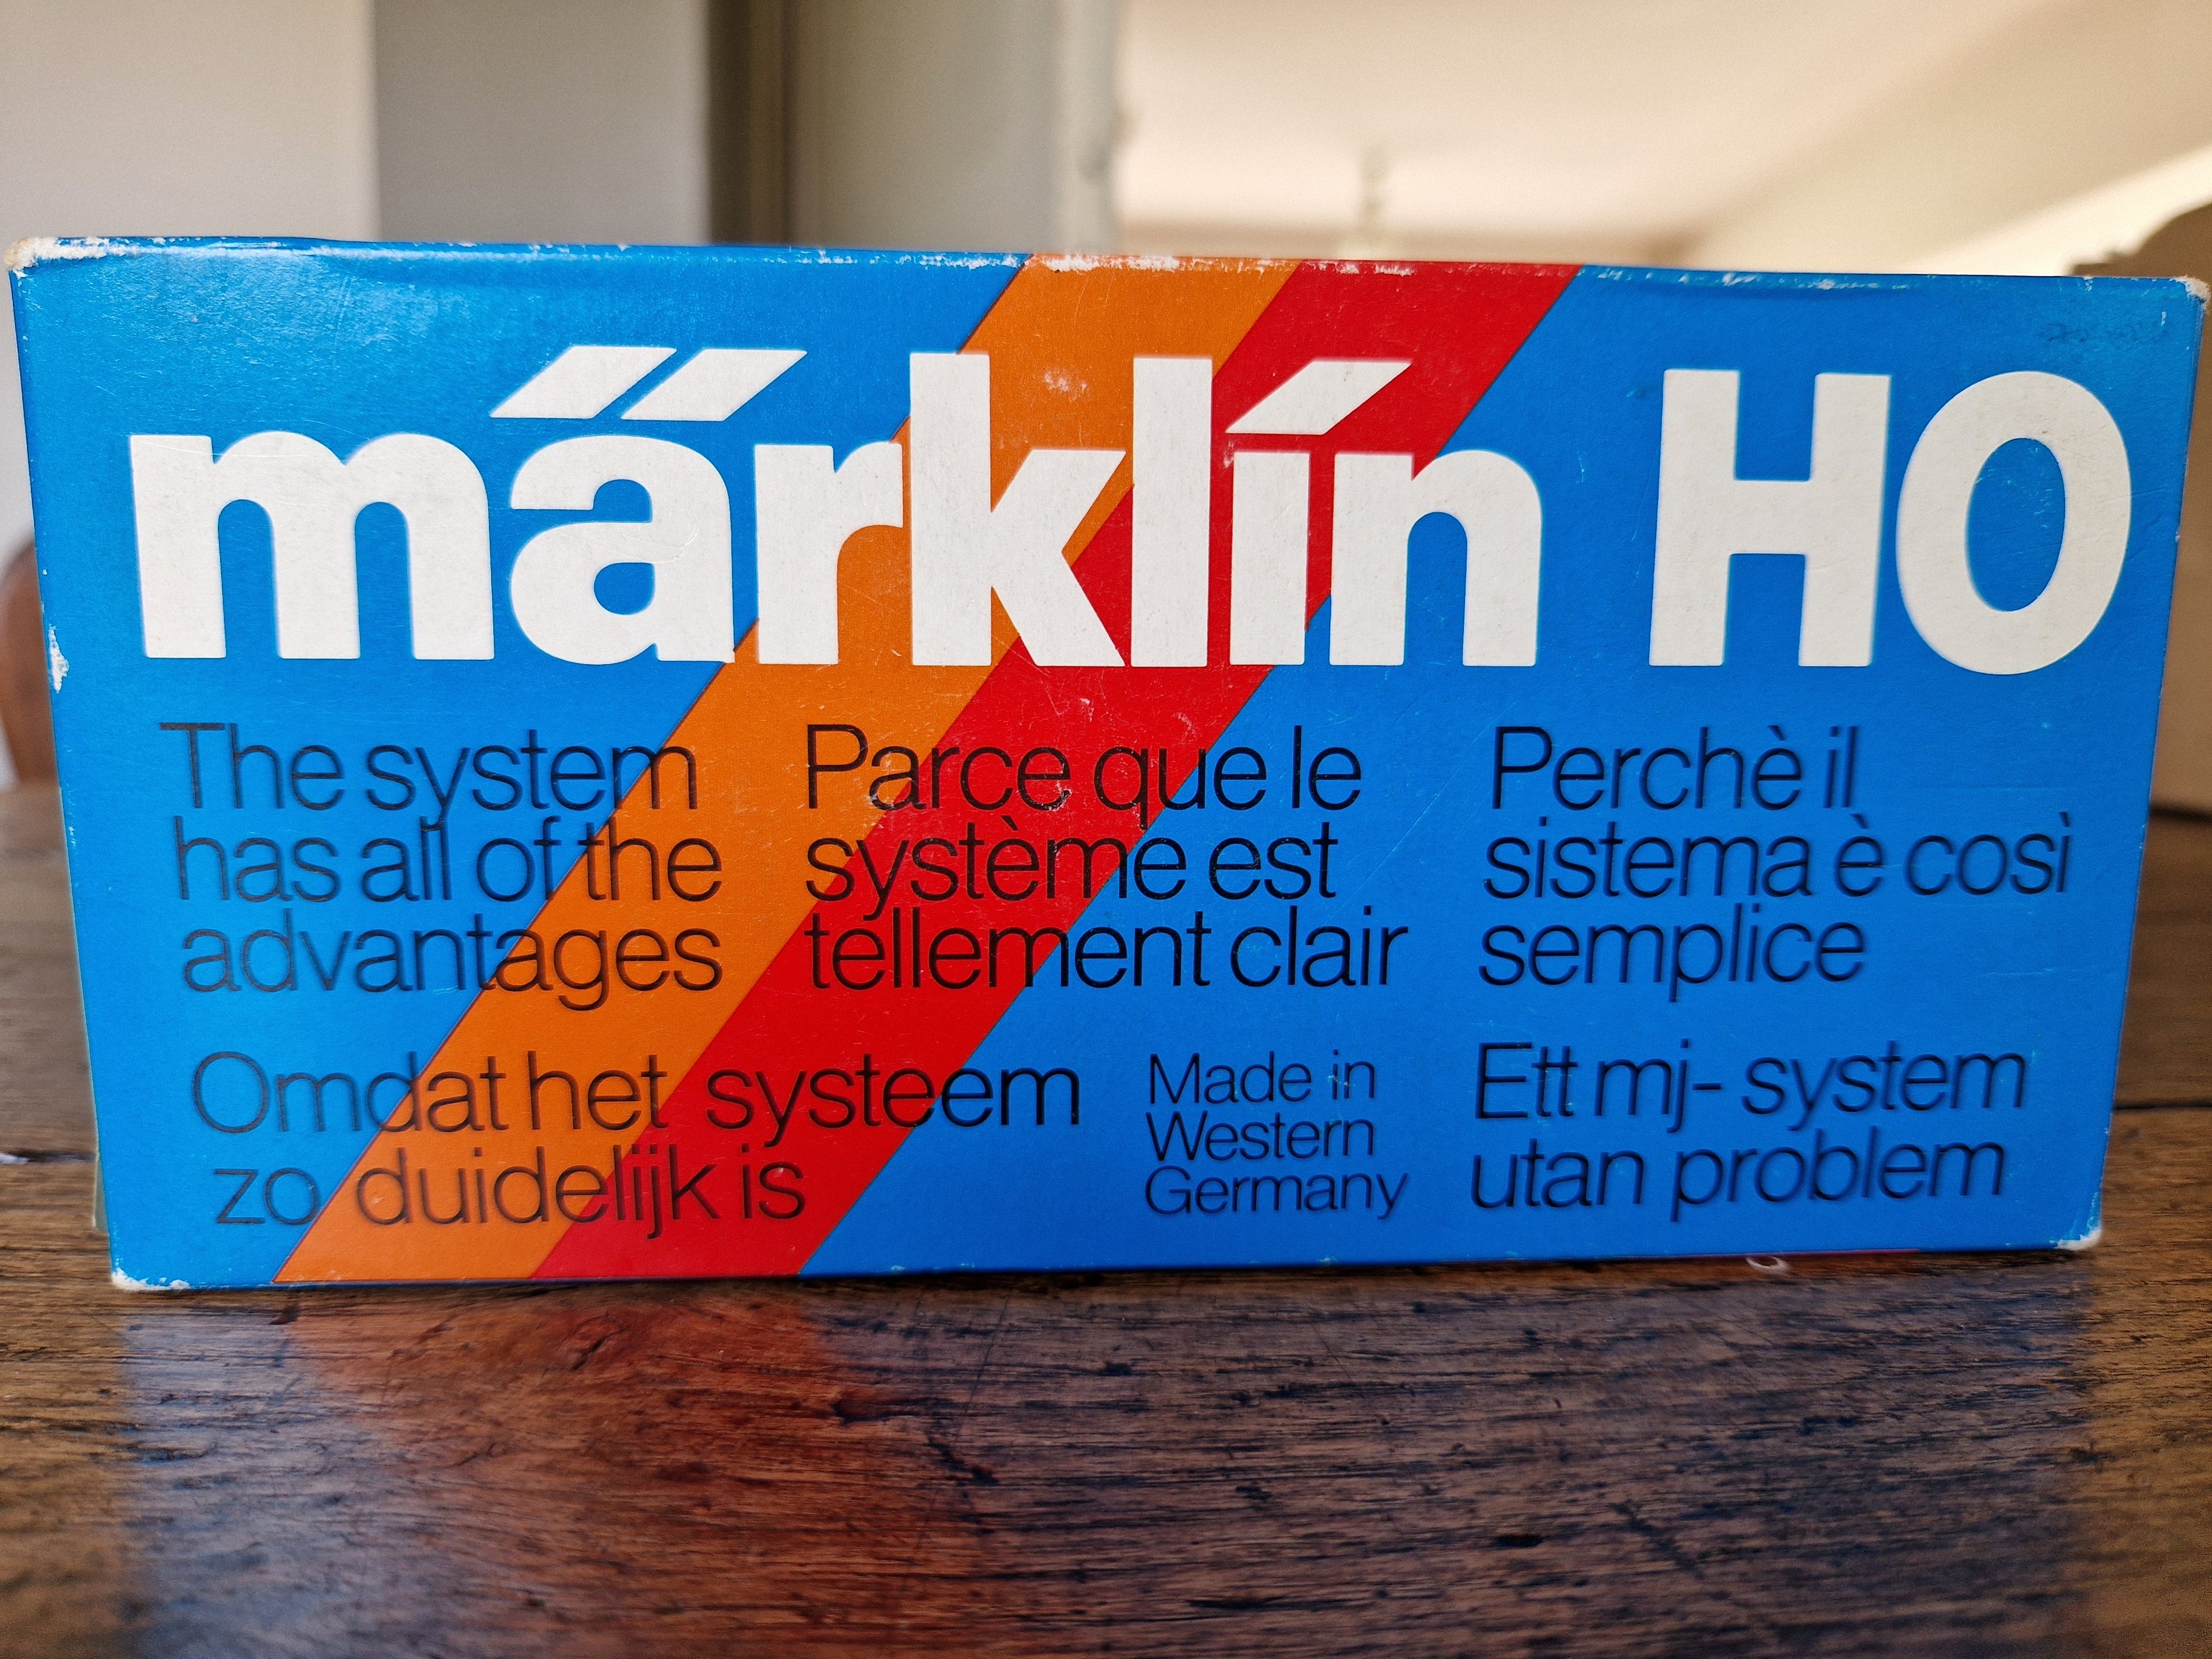 märklin HO
The system
has all of the
advantages
Parce que le
système est
tellement clair
Perchè il
sistema è così
semplice
Omdat het systeem
zo duidelijk is
Made in
Western
Germany
Ett mj- system
utan problem